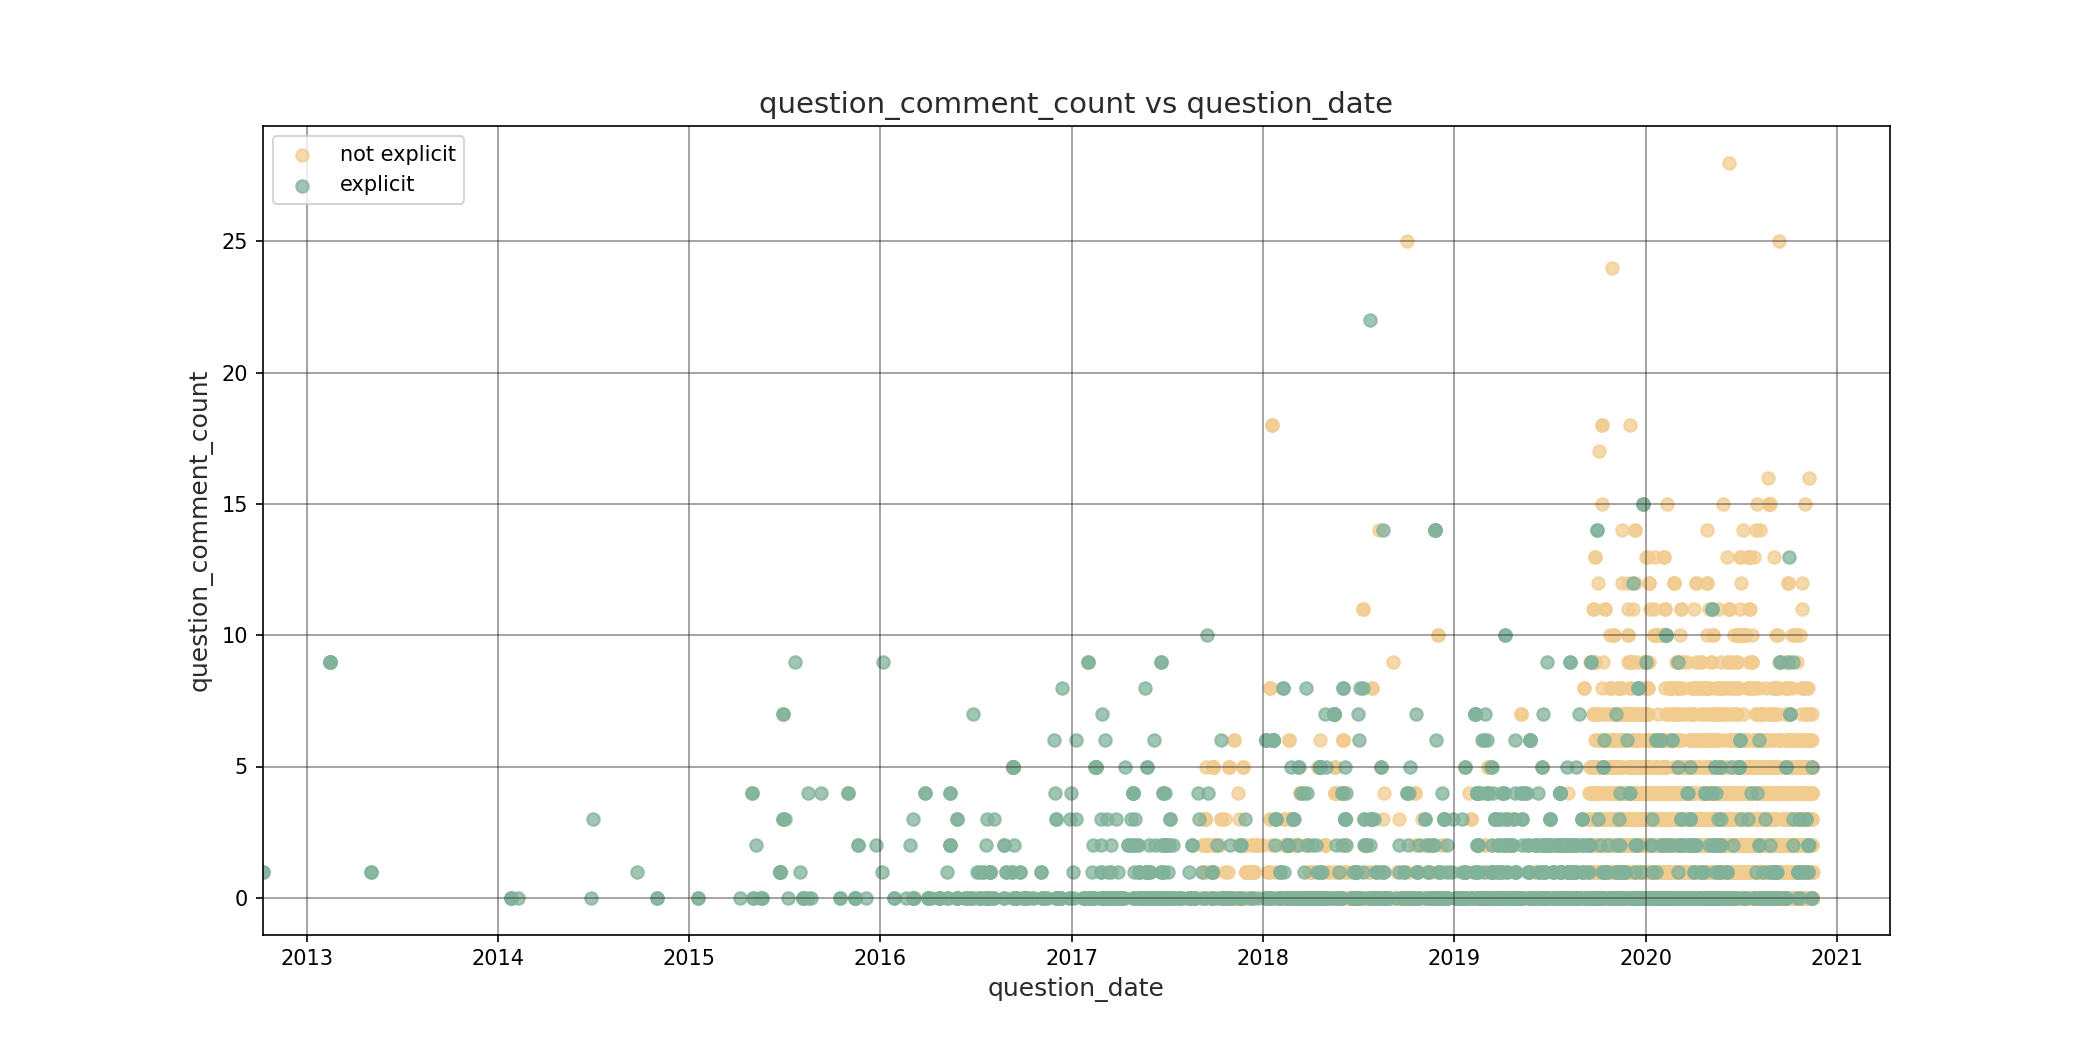 question_comment_count vs question_date
not explicit
explicit
question_comment_count
25
20
15
10
5
0
2013 2014 2015 2016 2017 2018 2019 2020 2021
question_date